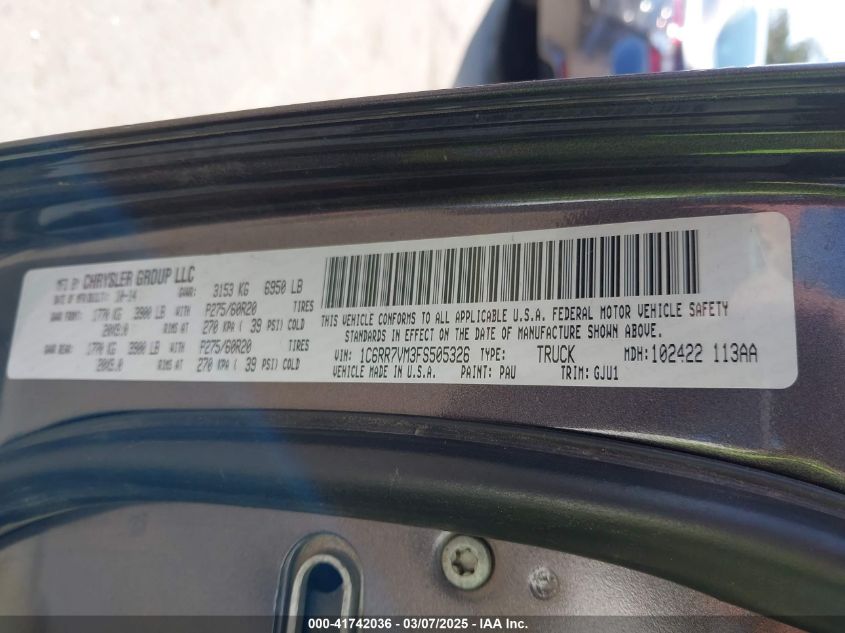 MFG BY CHRYSLER GROUP LLC
DATE OF MFR/BUILT: 10-14 GVWR: 3153 KG 6950 LB
GAWR FRONT: 1770 KG 3900 LB WITH P275/60R20 TIRES
20X9.0 RIMS AT 270 KPA ( 39 PSI) COLD
GAWR REAR: 1770 KG 3900 LB WITH P275/60R20 TIRES
20X9.0 RIMS AT 270 KPA ( 39 PSI) COLD
THIS VEHICLE CONFORMS TO ALL APPLICABLE U.S.A. FEDERAL MOTOR VEHICLE SAFETY
STANDARDS IN EFFECT ON THE DATE OF MANUFACTURE SHOWN ABOVE.
VIN: 1C6RR7VM3FS505326 TYPE: TRUCK MDH: 102422 113AA
VEHICLE MADE IN U.S.A. PAINT: PAU TRIM: GJU1
00-41742036 — 03/07/2025 — IAA Inc.